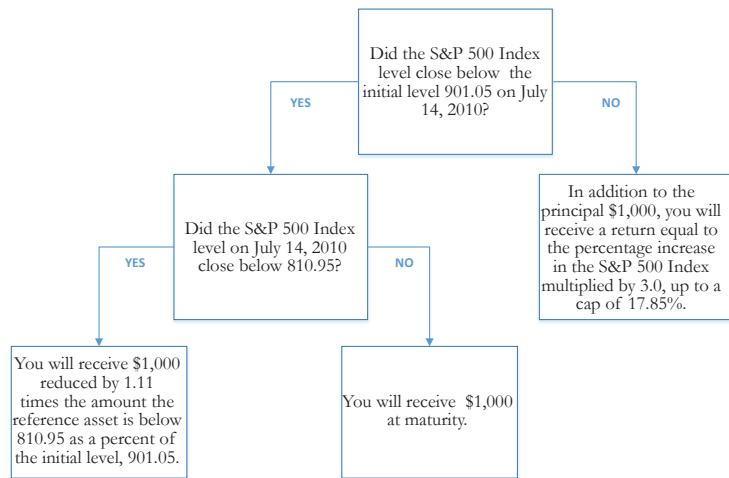 Did the S&P 500 Index
level close below the
initial level 901.05 on July
14, 2010?
YES
NO
Did the S&P 500 Index
level on July 14, 2010
close below 810.95?
In addition to the
principal $1,000, you will
receive a return equal to
the percentage increase
in the S&P 500 Index
multiplied by 3.0, up to a
cap of 17.85%.
YES
NO
You will receive $1,000
reduced by 1.11
times the amount the
reference asset is below
810.95 as a percent of
the initial level, 901.05.
You will receive $1,000
at maturity.